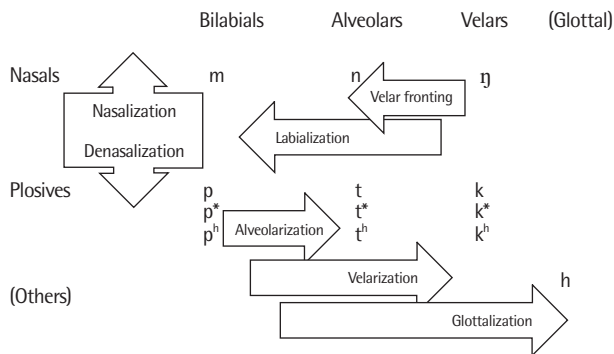 Bilabials Alveolars Velars (Glottal)
Nasals m n ŋ
Nasalization Velar fronting
Labialization
Denasalization
Plosives p t k
p* t* k*
pʰ Alveolarization tʰ kʰ
Velarization
(Others) h
Glottalization